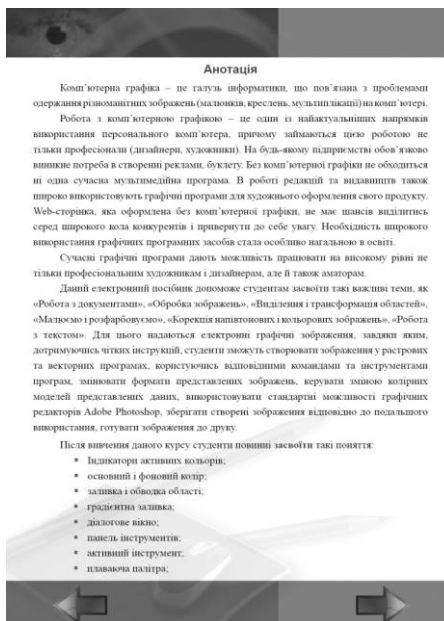 Анотація
Комп'ютерна графіка – це галузь інформатики, що пов'язана з проблемами
одержання різноманітних зображень (малюнків, креслень, мультиплікації) на комп'ютері.
Робота з комп'ютерною графікою – це один із найактуальніших напрямків
використання персонального комп'ютера, причому займаються цією роботою не
тільки професіонали (дизайнери, художники). На будь-якому підприємстві обов'язково
виникне потреба в створенні реклами, буклету. Без комп'ютерної графіки не обходиться
ні одна сучасна мультимедійна програма. В роботі редакцій та видавництв також
широко використовують графічні програми для художнього оформлення свого продукту.
Web-сторінка, яка оформлена без комп'ютерної графіки, не має шансів виділитись
серед широкого кола конкурентів і привернути до себе увагу. Необхідність широкого
використання графічних програмних засобів стала особливо нагальною в освіті.
Сучасні графічні програми дають можливість працювати на високому рівні не
тільки професіональним художникам і дизайнерам, але й також аматорам.
Даний електронний посібник допоможе студентам засвоїти такі важливі теми, як
«Робота з документами», «Обробка зображень», «Виділення і трансформація областей»,
«Малюємо і розфарбовуємо», «Корекція напівтонових і кольорових зображень», «Робота
з текстом». Для цього надаються електронні графічні зображення, завдяки яким,
дотримуючись чітких інструкцій, студенти зможуть створювати зображення у растрових
та векторних програмах, користуючись відповідними командами та інструментами
програм, змінювати формати представлених зображень, керувати зміною колірних
моделей представлених даних, використовувати стандартні можливості графічних
редакторів Adobe Photoshop, зберігати створені зображення відповідно до подальшого
використання, готувати зображення до друку.
Після вивчення даного курсу студенти повинні засвоїти такі поняття:
• Індикатори активних кольорів;
• основний і фоновий колір;
• заливка і обводка області;
• градієнтна заливка;
• діалогове вікно;
• панель інструментів;
• активний інструмент;
• плаваюча палітра;